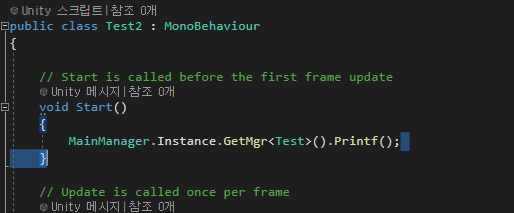 Unity 스크립트|참조 0개
public class Test2 : MonoBehaviour
{
// Start is called before the first frame update
Unity 메시지|참조 0개
void Start()
{
MainManager.Instance.GetMgr<Test>().Printf();
}
// Update is called once per frame
Unity 메시지|참조 0개